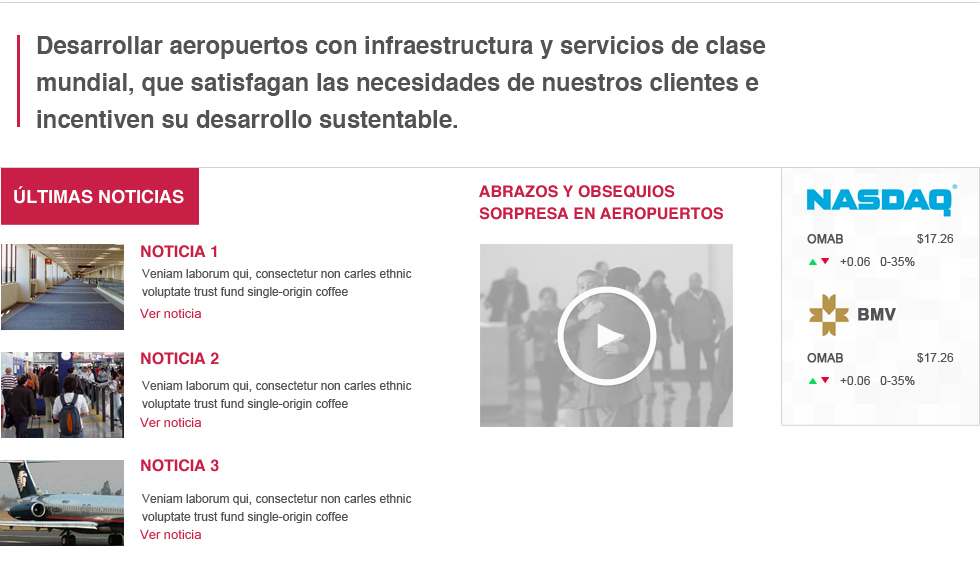 Desarrollar aeropuertos con infraestructura y servicios de clase
mundial, que satisfagan las necesidades de nuestros clientes e
incentiven su desarrollo sustentable.
ÚLTIMAS NOTICIAS
NOTICIA 1
Veniam laborum qui, consectetur non carles ethnic
voluptate trust fund single-origin coffee
Ver noticia
NOTICIA 2
Veniam laborum qui, consectetur non carles ethnic
voluptate trust fund single-origin coffee
Ver noticia
NOTICIA 3
Veniam laborum qui, consectetur non carles ethnic
voluptate trust fund single-origin coffee
Ver noticia
ABRAZOS Y OBSEQUIOS
SORPRESA EN AEROPUERTOS
NASDAQ®
OMAB $17.26
+0.06 0-35%
BMV
OMAB $17.26
+0.06 0-35%